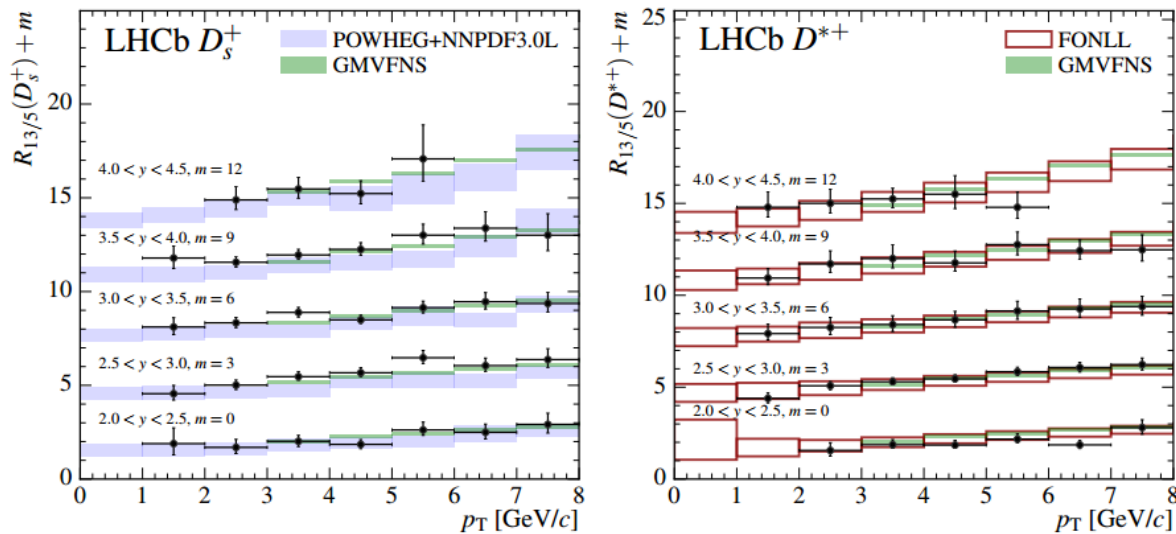 LHCb D_s^+
POWHEG+NNPDF3.0L
GMVFNS
R_{13/5}(D_s^+) + m
20
15
10
5
0
4.0 < y < 4.5, m = 12
3.5 < y < 4.0, m = 9
3.0 < y < 3.5, m = 6
2.5 < y < 3.0, m = 3
2.0 < y < 2.5, m = 0
0 1 2 3 4 5 6 7 8
p_T [GeV/c]
LHCb D^{*+}
FONLL
GMVFNS
R_{13/5}(D^{*+}) + m
25
20
15
10
5
0
4.0 < y < 4.5, m = 12
3.5 < y < 4.0, m = 9
3.0 < y < 3.5, m = 6
2.5 < y < 3.0, m = 3
2.0 < y < 2.5, m = 0
0 1 2 3 4 5 6 7 8
p_T [GeV/c]